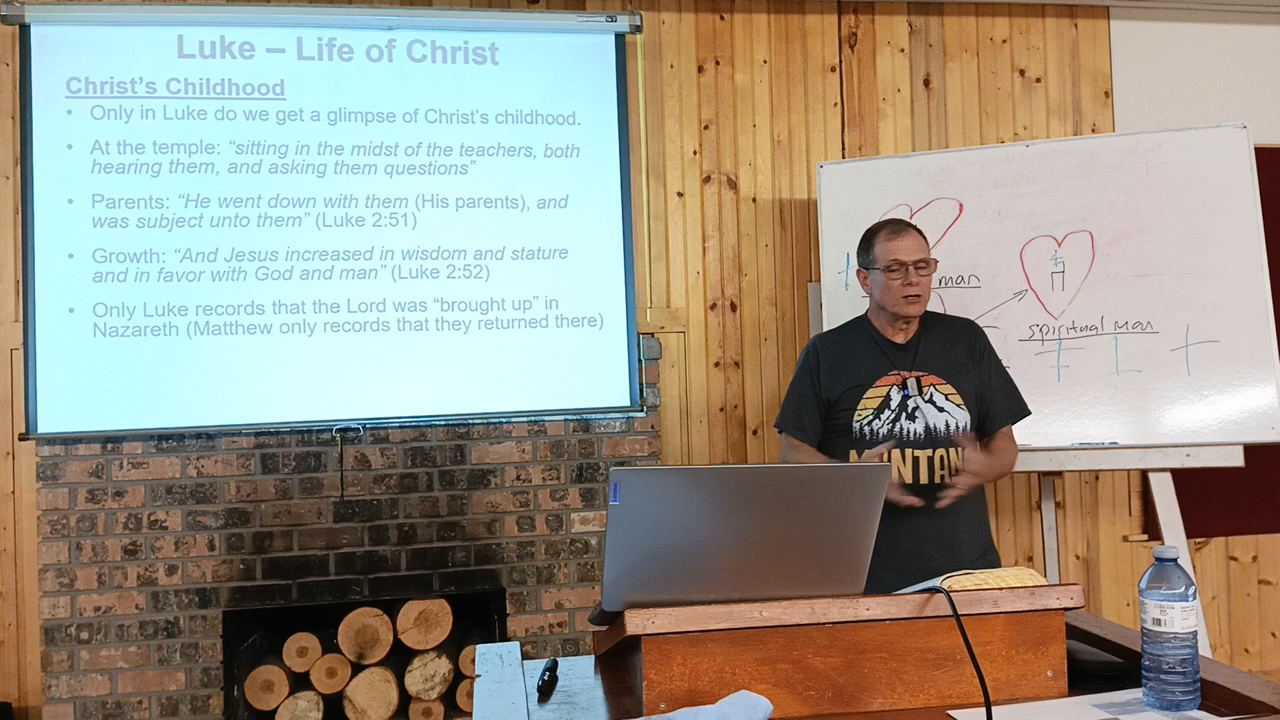 Luke – Life of Christ
Christ's Childhood
• Only in Luke do we get a glimpse of Christ's childhood.
• At the temple: “sitting in the midst of the teachers, both
hearing them, and asking them questions”
• Parents: “He went down with them (His parents), and
was subject unto them” (Luke 2:51)
• Growth: “And Jesus increased in wisdom and stature
and in favor with God and man” (Luke 2:52)
• Only Luke records that the Lord was “brought up” in
Nazareth (Matthew only records that they returned there)
man
spiritual man
MONTAN
Lenovo